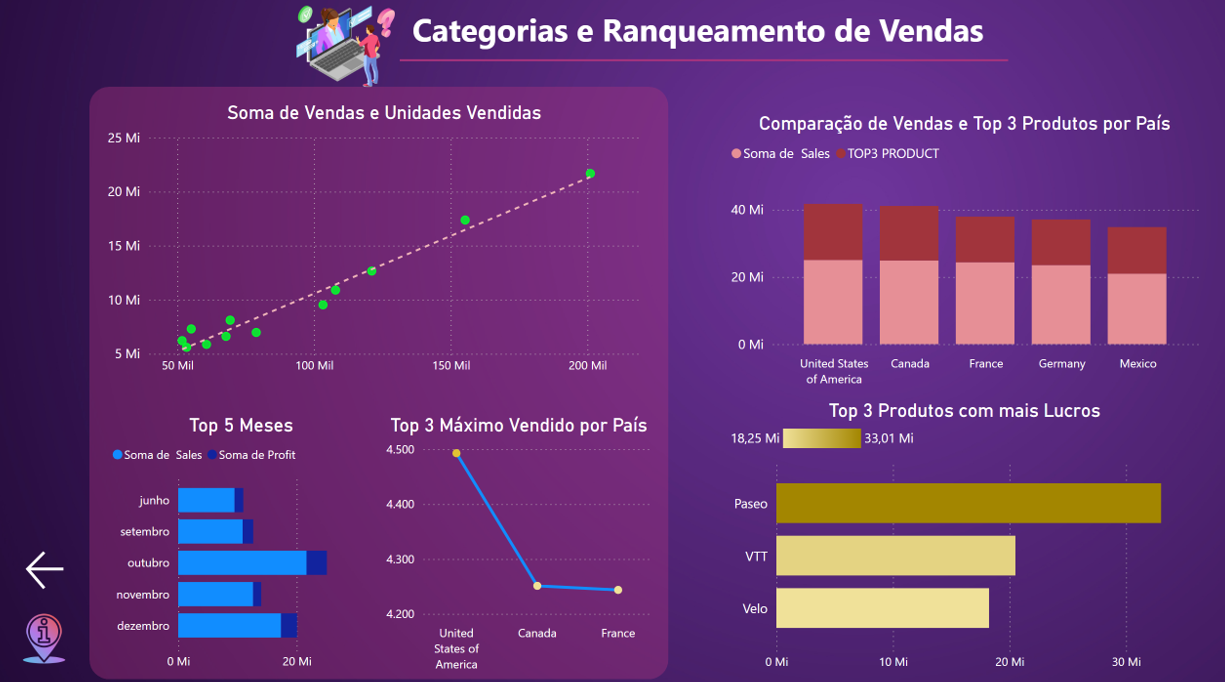 Categorias e Ranqueamento de Vendas
Soma de Vendas e Unidades Vendidas
25 Mi
20 Mi
15 Mi
10 Mi
5 Mi
50 Mil
100 Mil
150 Mil
200 Mil
Comparação de Vendas e Top 3 Produtos por País
Soma de  Sales
TOP3 PRODUCT
40 Mi
20 Mi
0 Mi
United States
of America
Canada
France
Germany
Mexico
Top 5 Meses
Soma de  Sales
Soma de Profit
junho
setembro
outubro
novembro
dezembro
0 Mi
20 Mi
Top 3 Máximo Vendido por País
4.500
4.400
4.300
4.200
United
States of
America
Canada
France
Top 3 Produtos com mais Lucros
18,25 Mi
33,01 Mi
Paseo
VTT
Velo
0 Mi
10 Mi
20 Mi
30 Mi